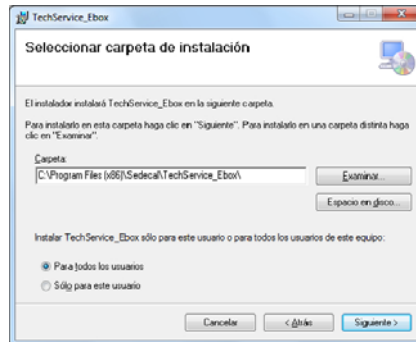 TechService_Ebox
Seleccionar carpeta de instalación
El instalador instalará TechService_Ebox en la siguiente carpeta.
Para instalarlo en esta carpeta haga clic en "Siguiente". Para instalarlo en una carpeta distinta haga
clic en "Examinar".
Carpeta:
C:\Program Files (x86)\Sedecal\TechService_Ebox\
Examinar...
Espacio en disco...
Instalar TechService_Ebox sólo para este usuario o para todos los usuarios de este equipo:
Para todos los usuarios
Sólo para este usuario
Cancelar
< Atrás
Siguiente >